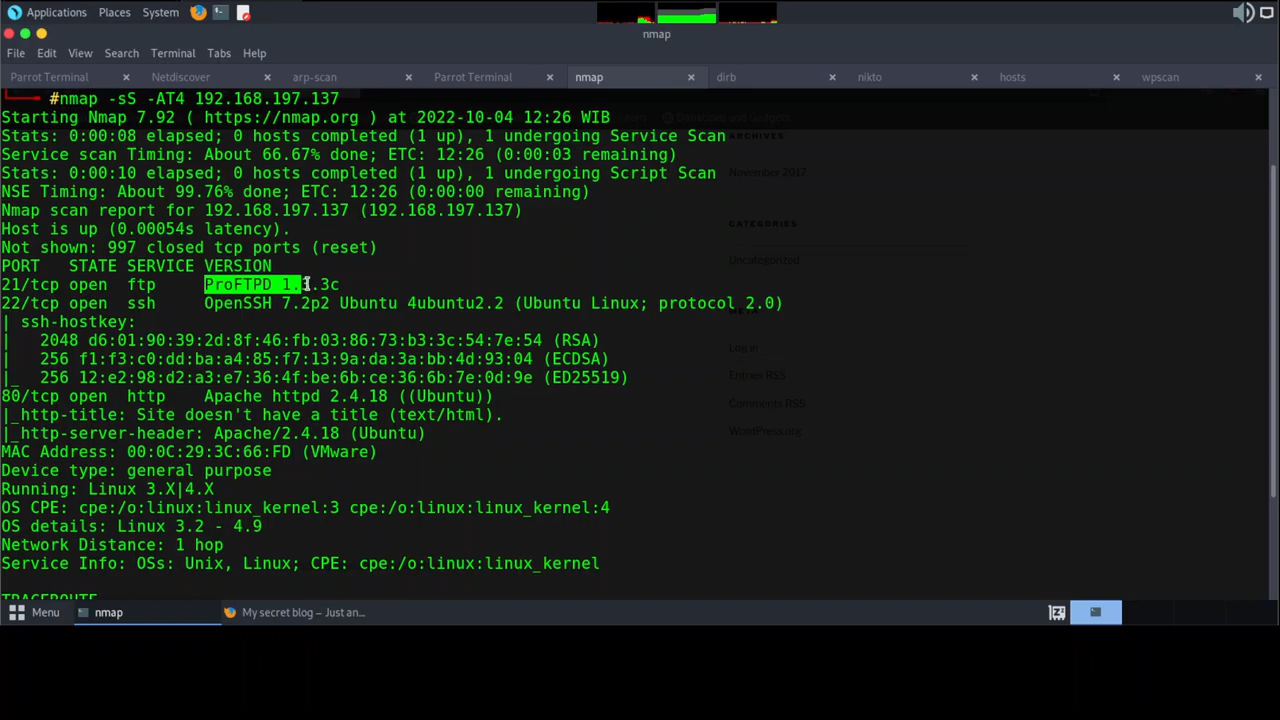 Applications Places System
nmap
File Edit View Search Terminal Tabs Help
Parrot Terminal × Netdiscover × arp-scan × Parrot Terminal × nmap × dirb × nikto × hosts × wpscan ×
#nmap -sS -AT4 192.168.197.137
Starting Nmap 7.92 ( https://nmap.org ) at 2022-10-04 12:26 WIB
Stats: 0:00:08 elapsed; 0 hosts completed (1 up), 1 undergoing Service Scan
ARCHIVES
Service scan Timing: About 66.67% done; ETC: 12:26 (0:00:03 remaining)
Stats: 0:00:10 elapsed; 0 hosts completed (1 up), 1 undergoing Script Scan
November 2017
NSE Timing: About 99.76% done; ETC: 12:26 (0:00:00 remaining)
Nmap scan report for 192.168.197.137 (192.168.197.137)
CATEGORIES
Host is up (0.00054s latency).
Not shown: 997 closed tcp ports (reset)
Uncategorized
PORT STATE SERVICE VERSION
21/tcp open ftp ProFTPD 1.3.3c
22/tcp open ssh OpenSSH 7.2p2 Ubuntu 4ubuntu2.2 (Ubuntu Linux; protocol 2.0)
| ssh-hostkey:
| 2048 d6:01:90:39:2d:8f:46:fb:03:86:73:b3:3c:54:7e:54 (RSA)
Log in
| 256 f1:f3:c0:dd:ba:a4:85:f7:13:9a:da:3a:bb:4d:93:04 (ECDSA)
Entries RSS
|_ 256 12:e2:98:d2:a3:e7:36:4f:be:6b:ce:36:6b:7e:0d:9e (ED25519)
80/tcp open http Apache httpd 2.4.18 ((Ubuntu))
Comments RSS
|_http-title: Site doesn't have a title (text/html).
|_http-server-header: Apache/2.4.18 (Ubuntu)
WordPress.org
MAC Address: 00:0C:29:3C:66:FD (VMware)
Device type: general purpose
Running: Linux 3.X|4.X
OS CPE: cpe:/o:linux:linux_kernel:3 cpe:/o:linux:linux_kernel:4
OS details: Linux 3.2 - 4.9
Network Distance: 1 hop
Service Info: OSs: Unix, Linux; CPE: cpe:/o:linux:linux_kernel
TRACEROUTE
Menu nmap My secret blog – Just an...